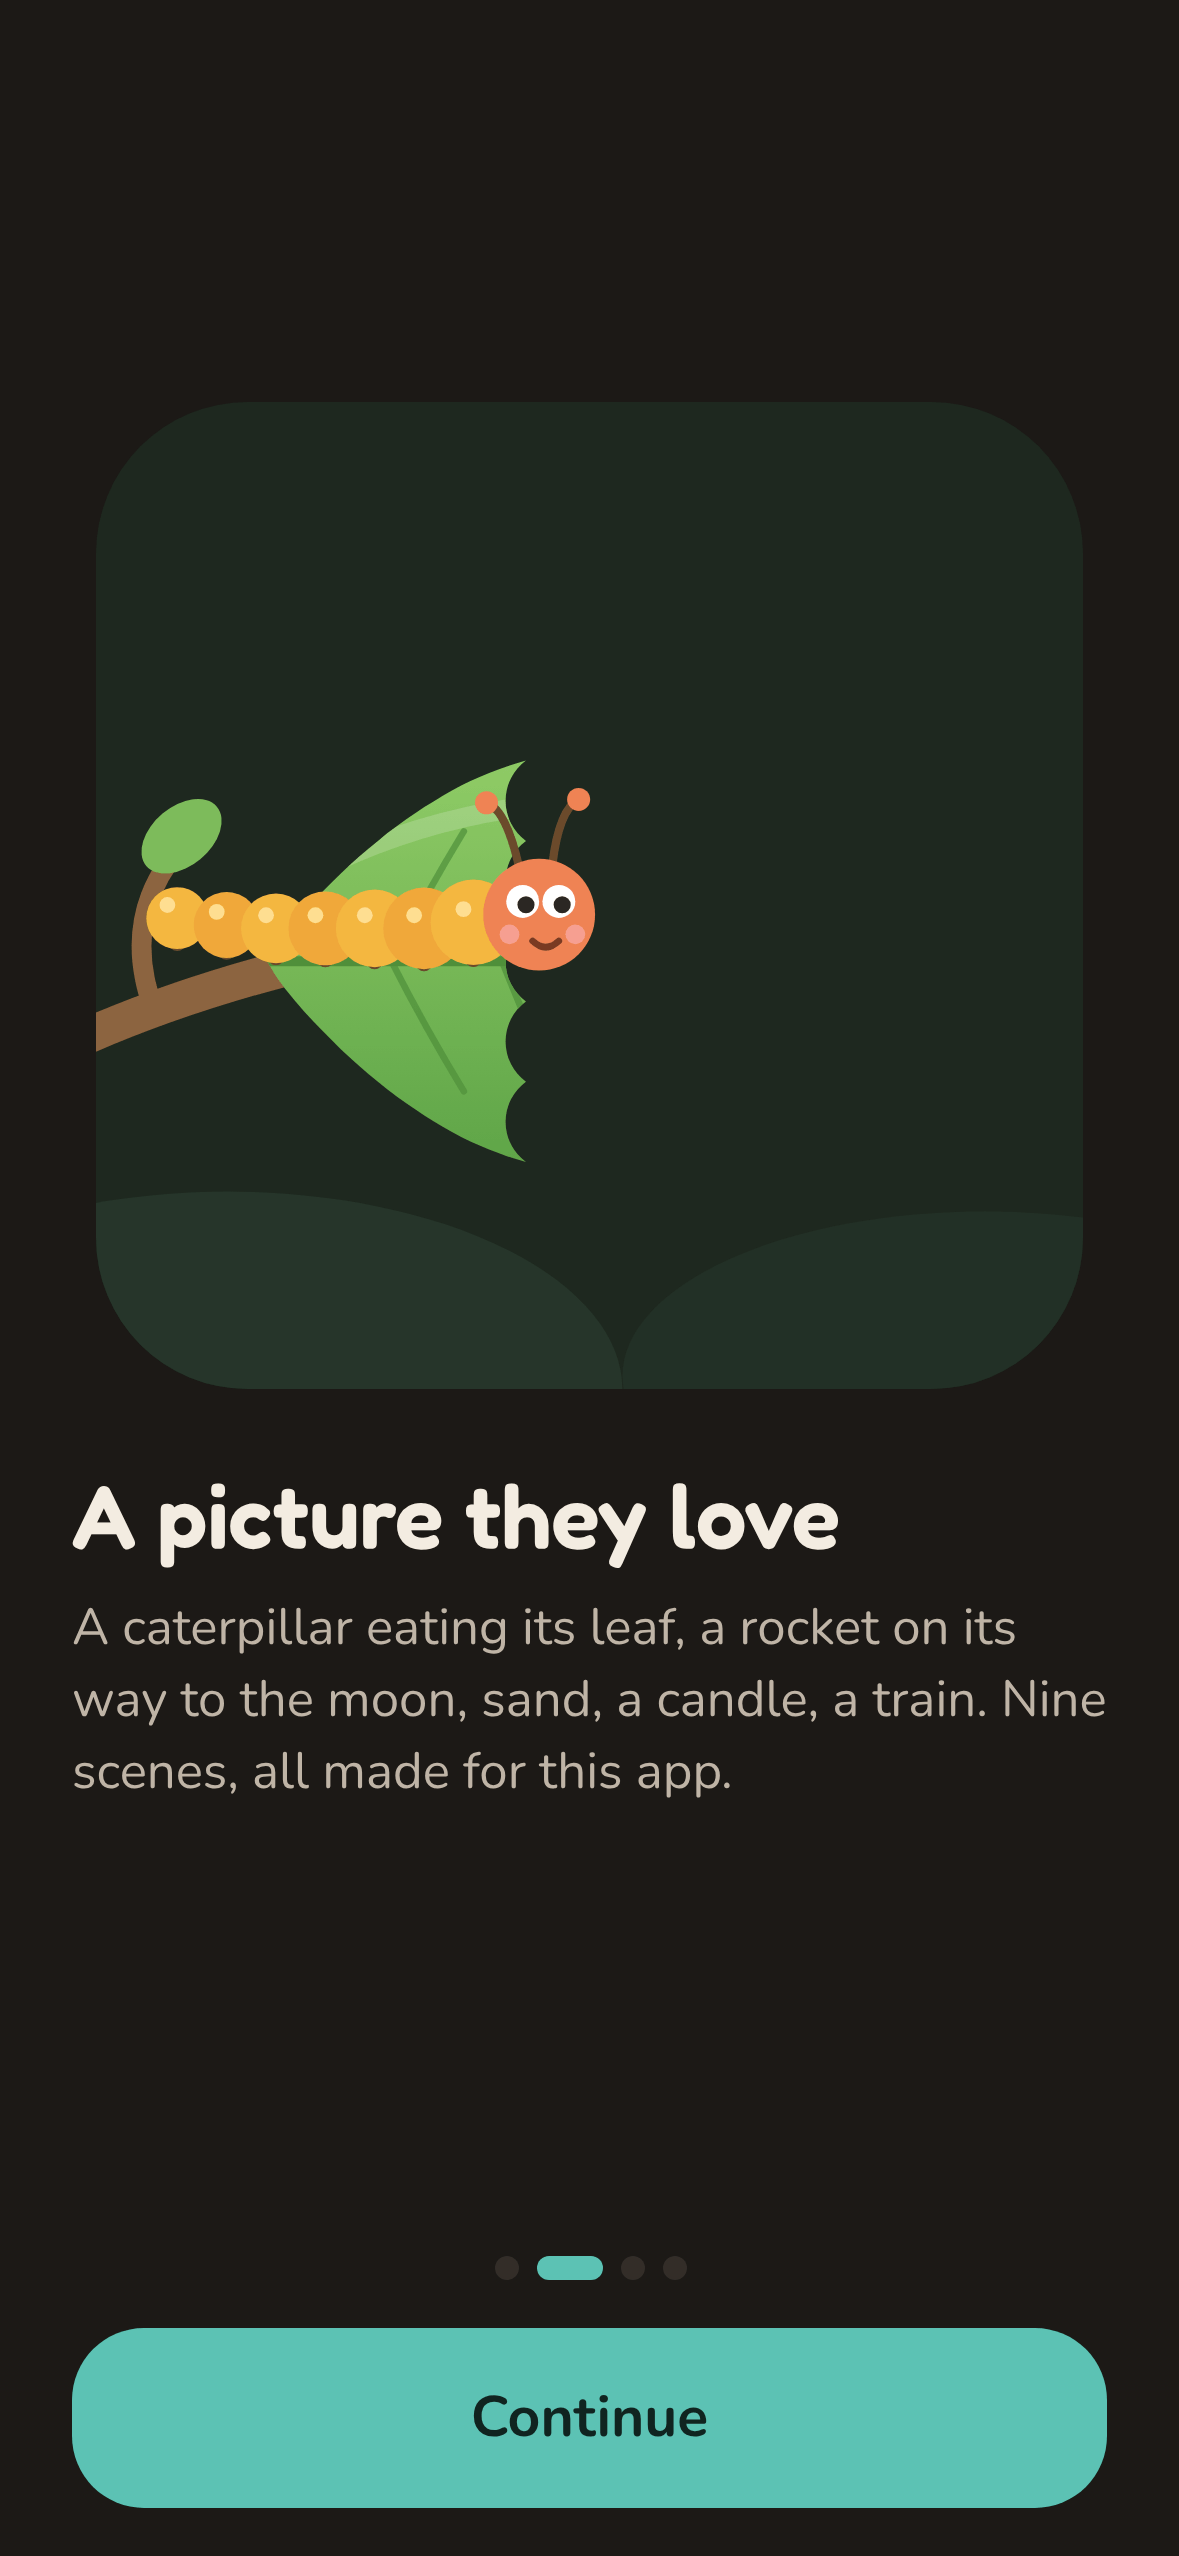 A picture they love
A caterpillar eating its leaf, a rocket on its
way to the moon, sand, a candle, a train. Nine
scenes, all made for this app.
Continue